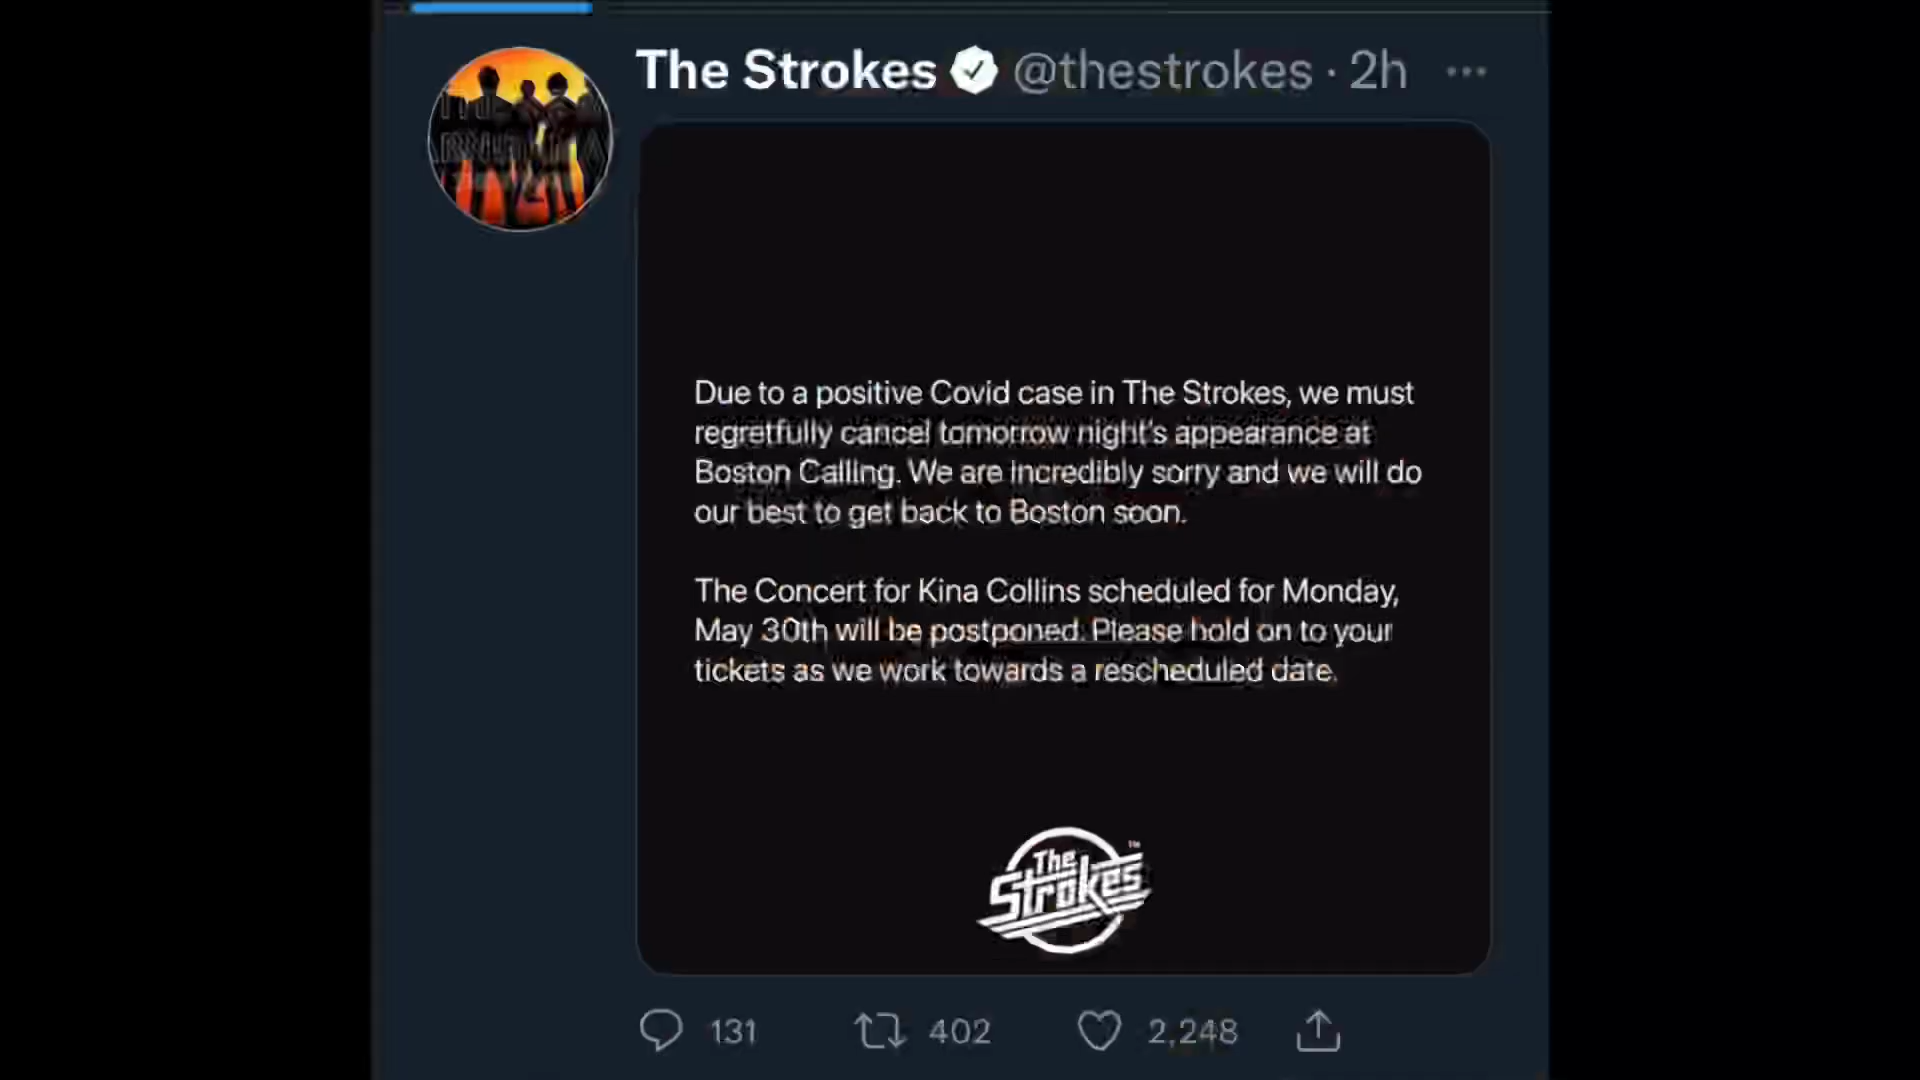 The Strokes @thestrokes · 2h
Due to a positive Covid case in The Strokes, we must
regretfully cancel tomorrow night's appearance at
Boston Calling. We are incredibly sorry and we will do
our best to get back to Boston soon.
The Concert for Kina Collins scheduled for Monday,
May 30th will be postponed. Please hold on to your
tickets as we work towards a rescheduled date.
The
Strokes™
131 402 2,248